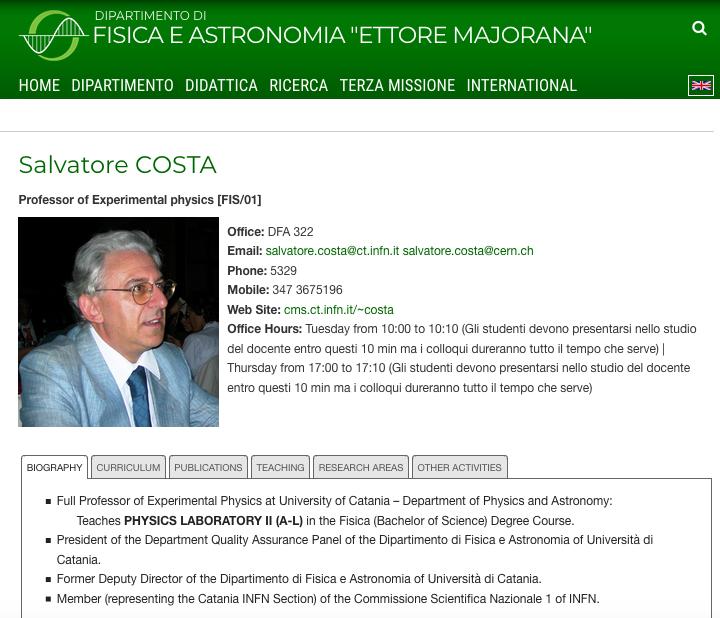 DIPARTIMENTO DI
FISICA E ASTRONOMIA "ETTORE MAJORANA"
HOME DIPARTIMENTO DIDATTICA RICERCA TERZA MISSIONE INTERNATIONAL
Salvatore COSTA
Professor of Experimental physics [FIS/01]
Office: DFA 322
Email: salvatore.costa@ct.infn.it salvatore.costa@cern.ch
Phone: 5329
Mobile: 347 3675196
Web Site: cms.ct.infn.it/~costa
Office Hours: Tuesday from 10:00 to 10:10 (Gli studenti devono presentarsi nello studio
del docente entro questi 10 min ma i colloqui dureranno tutto il tempo che serve) |
Thursday from 17:00 to 17:10 (Gli studenti devono presentarsi nello studio del docente
entro questi 10 min ma i colloqui dureranno tutto il tempo che serve)
BIOGRAPHY CURRICULUM PUBLICATIONS TEACHING RESEARCH AREAS OTHER ACTIVITIES
Full Professor of Experimental Physics at University of Catania – Department of Physics and Astronomy:
Teaches PHYSICS LABORATORY II (A-L) in the Fisica (Bachelor of Science) Degree Course.
President of the Department Quality Assurance Panel of the Dipartimento di Fisica e Astronomia of Università di
Catania.
Former Deputy Director of the Dipartimento di Fisica e Astronomia of Università di Catania.
Member (representing the Catania INFN Section) of the Commissione Scientifica Nazionale 1 of INFN.